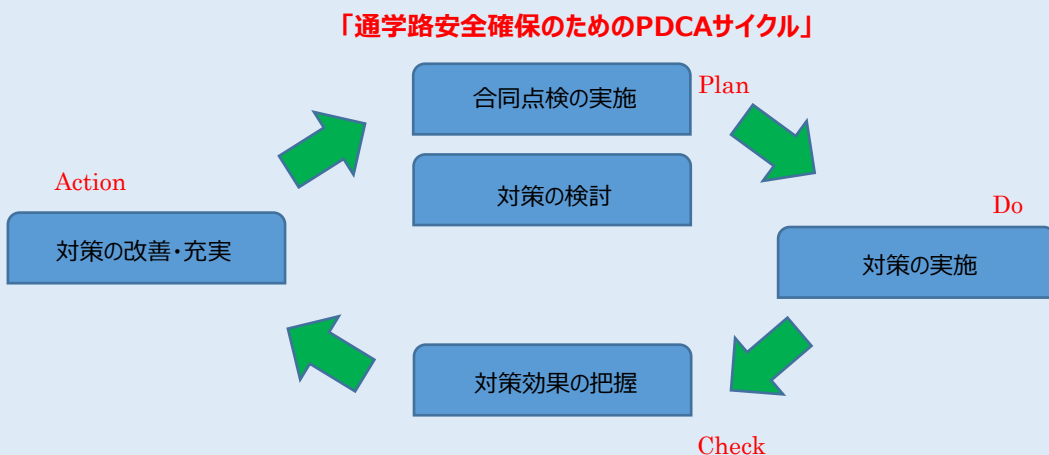 「通学路安全確保のためのPDCAサイクル」
合同点検の実施
Plan
対策の検討
Action
Do
対策の改善・充実
対策の実施
対策効果の把握
Check